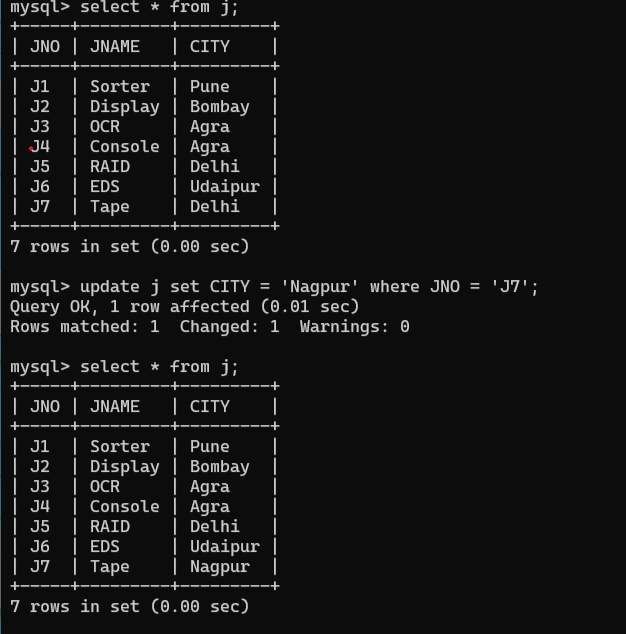 mysql> select * from j;
+-----+---------+---------+
| JNO | JNAME   | CITY    |
+-----+---------+---------+
| J1  | Sorter  | Pune    |
| J2  | Display | Bombay  |
| J3  | OCR     | Agra    |
| J4  | Console | Agra    |
| J5  | RAID    | Delhi   |
| J6  | EDS     | Udaipur |
| J7  | Tape    | Delhi   |
+-----+---------+---------+
7 rows in set (0.00 sec)

mysql> update j set CITY = 'Nagpur' where JNO = 'J7';
Query OK, 1 row affected (0.01 sec)
Rows matched: 1  Changed: 1  Warnings: 0

mysql> select * from j;
+-----+---------+---------+
| JNO | JNAME   | CITY    |
+-----+---------+---------+
| J1  | Sorter  | Pune    |
| J2  | Display | Bombay  |
| J3  | OCR     | Agra    |
| J4  | Console | Agra    |
| J5  | RAID    | Delhi   |
| J6  | EDS     | Udaipur |
| J7  | Tape    | Nagpur  |
+-----+---------+---------+
7 rows in set (0.00 sec)